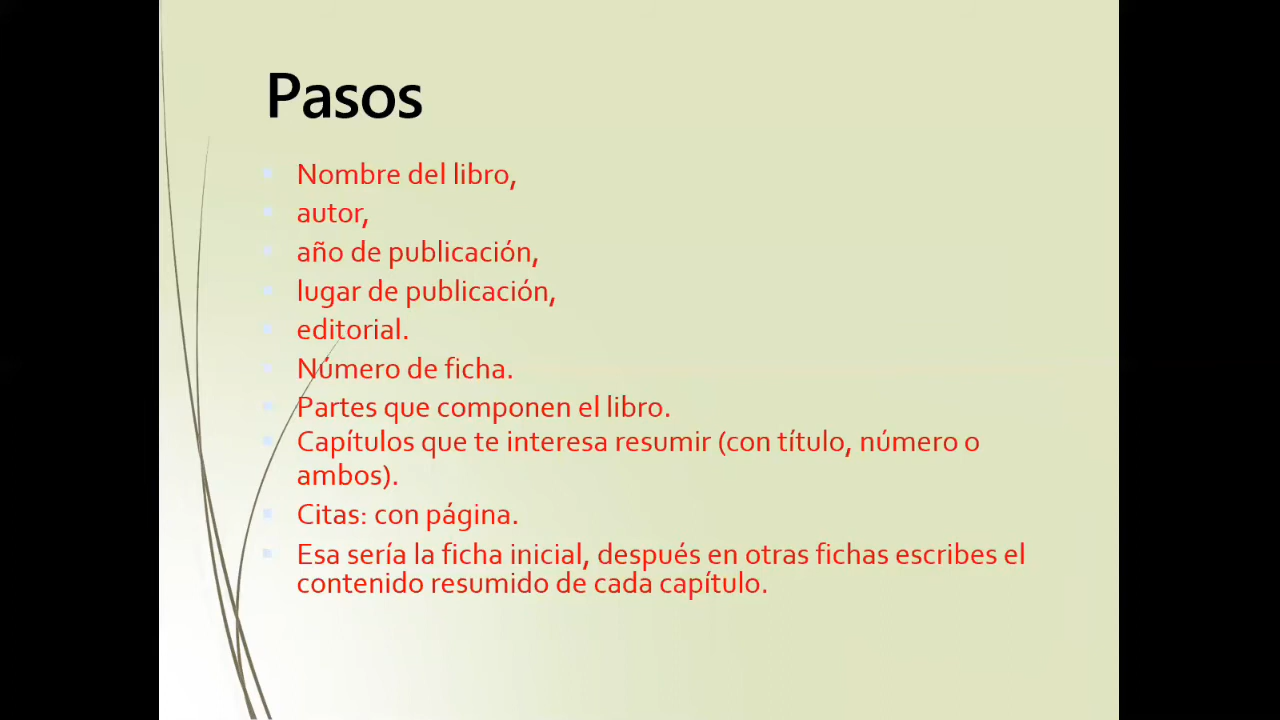 Pasos
Nombre del libro,
autor,
año de publicación,
lugar de publicación,
editorial.
Número de ficha.
Partes que componen el libro.
Capítulos que te interesa resumir (con título, número o
ambos).
Citas: con página.
Esa sería la ficha inicial, después en otras fichas escribes el
contenido resumido de cada capítulo.